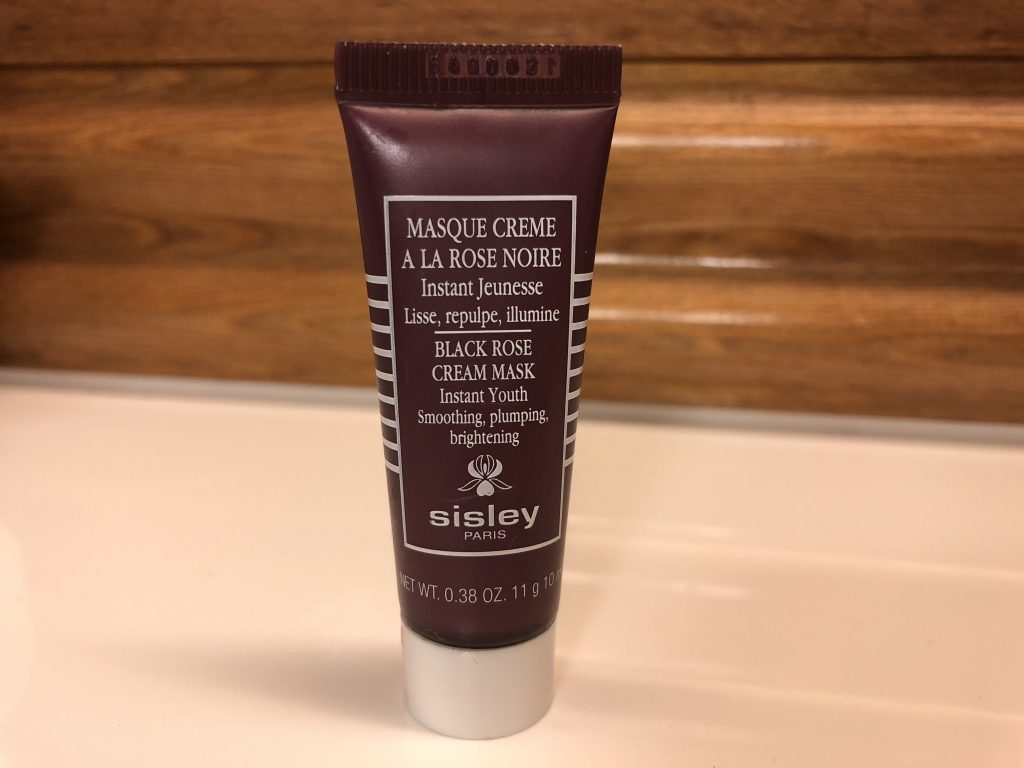 MASQUE CREME
A LA ROSE NOIRE
Instant Jeunesse
Lisse, repulpe, illumine
BLACK ROSE
CREAM MASK
Instant Youth
Smoothing, plumping,
brightening
sisley
PARIS
NET WT. 0.38 OZ. 11 g 10